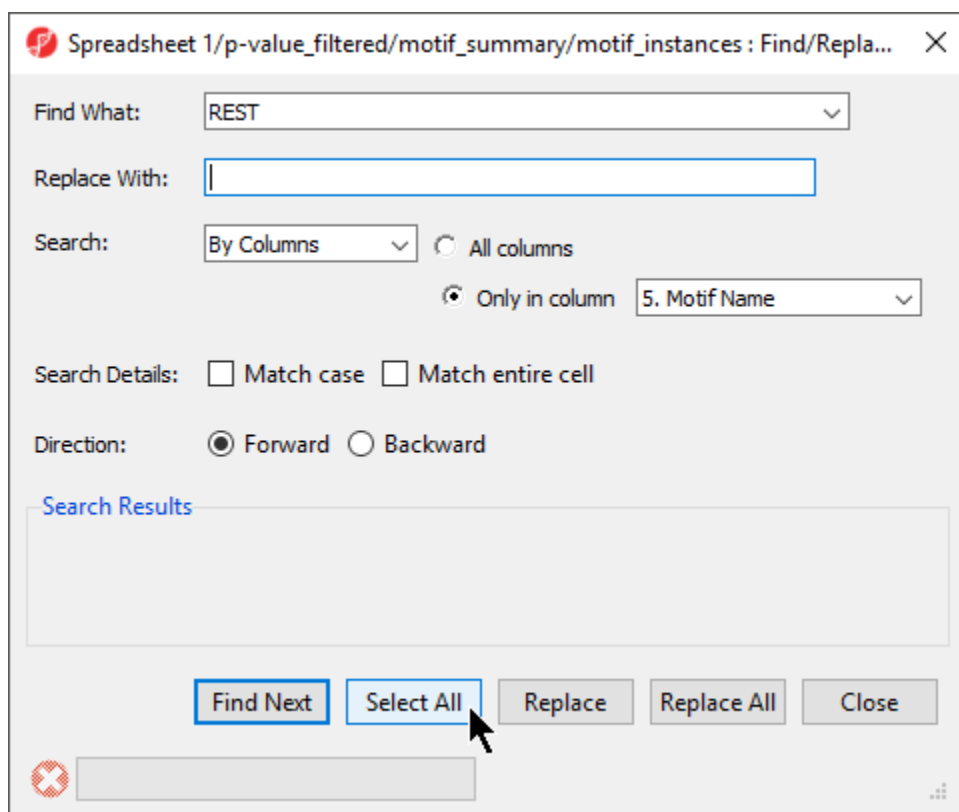 Spreadsheet 1/p-value_filtered/motif_summary/motif_instances : Find/Repla...
Find What: REST
Replace With:
Search: By Columns All columns
Only in column 5. Motif Name
Search Details: Match case Match entire cell
Direction: Forward Backward
Search Results
Find Next Select All Replace Replace All Close